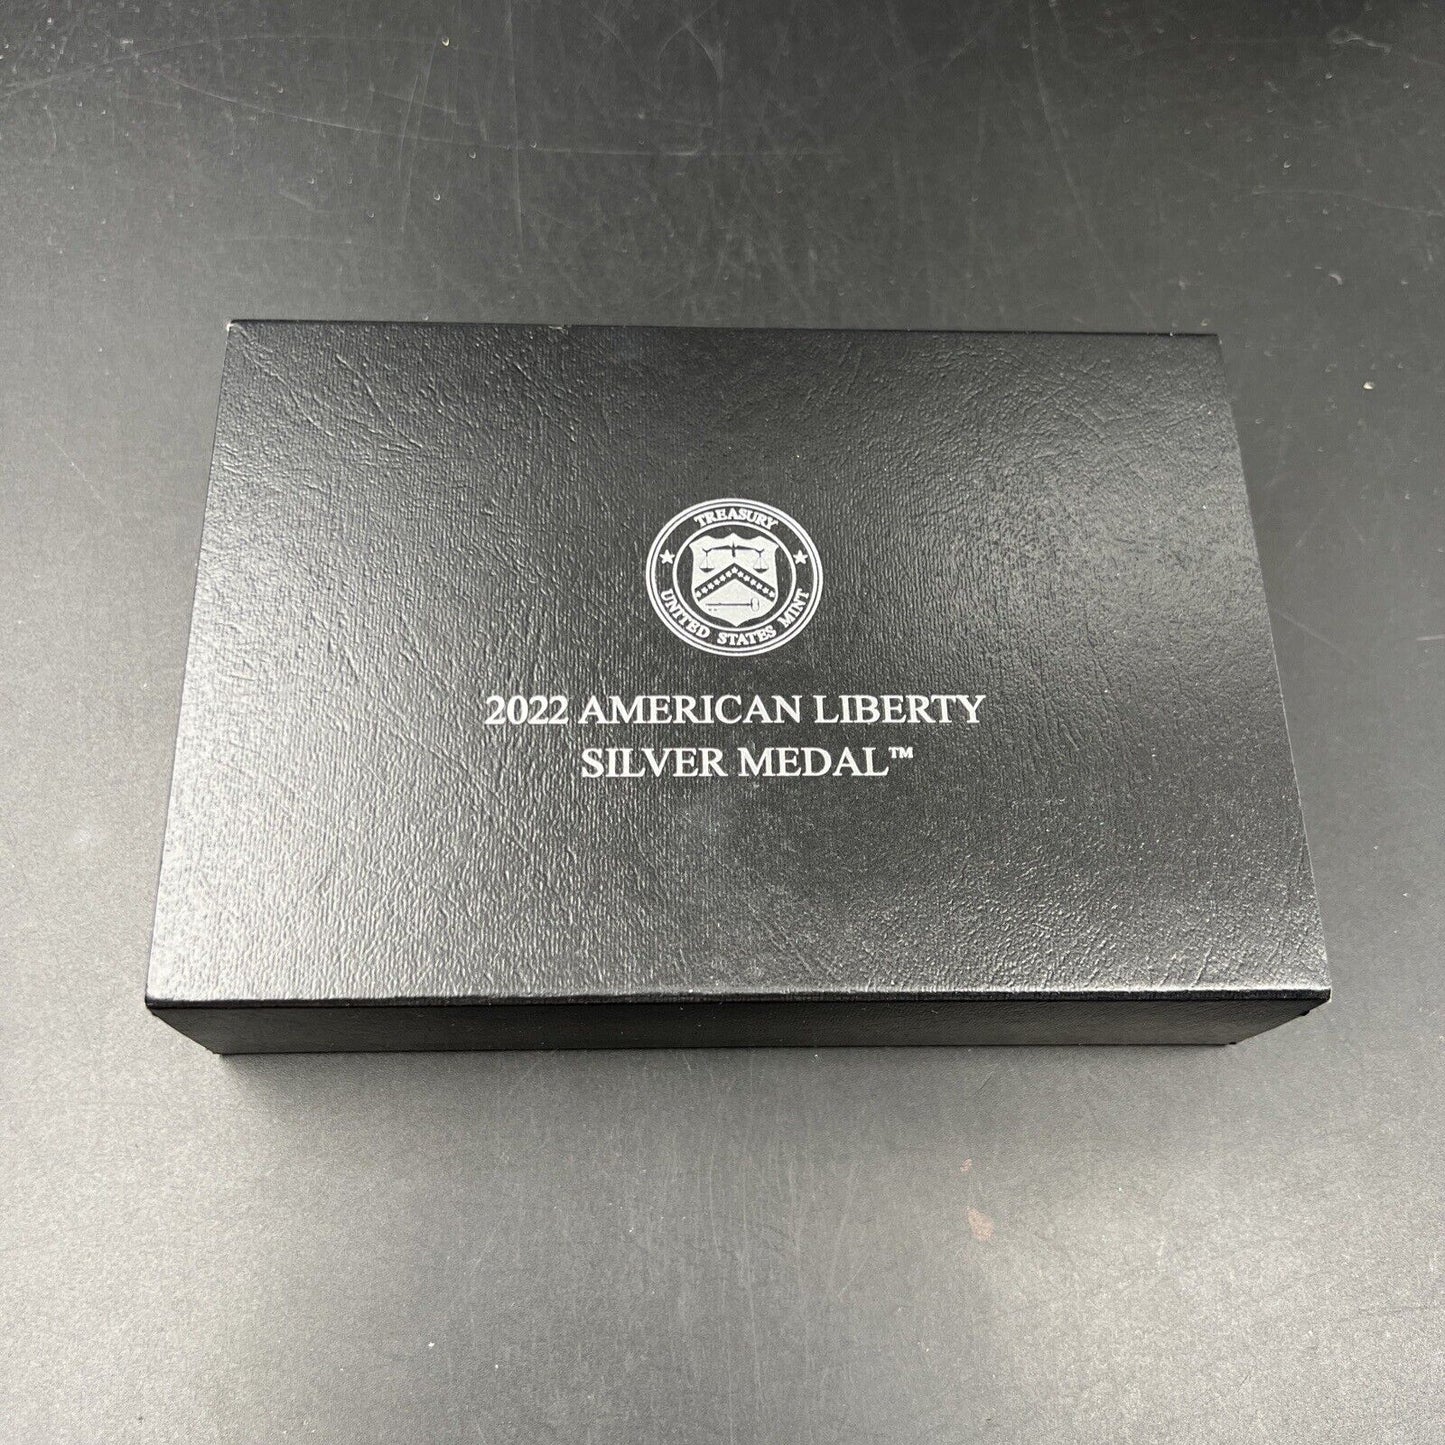 TREASURY
UNITED STATES MINT
2022 AMERICAN LIBERTY
SILVER MEDAL™